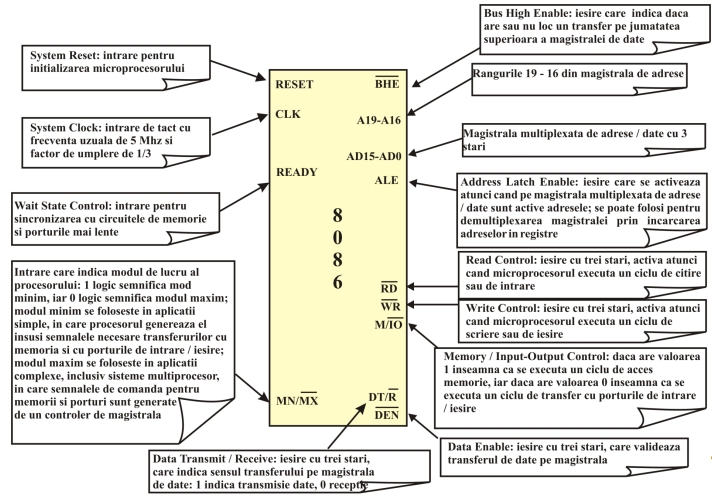 Bus High Enable: iesire care indica daca
are sau nu loc un transfer pe jumatatea
superioara a magistralei de date
System Reset: intrare pentru
initializarea microprocesorului
Rangurile 19 - 16 din magistrala de adrese
RESET
BHE
CLK
A19-A16
System Clock: intrare de tact cu
frecventa uzuala de 5 Mhz si
factor de umplere de 1/3
Magistrala multiplexata de adrese / date cu 3
stari
AD15-AD0
READY
ALE
Address Latch Enable: iesire care se activeaza
atunci cand pe magistrala multiplexata de adrese
/ date sunt active adresele; se poate folosi pentru
demultiplexarea magistralei prin incarcarea
adreselor in registre
Wait State Control: intrare pentru
sincronizarea cu circuitele de memorie
si porturile mai lente
8
0
8
6
Read Control: iesire cu trei stari, activa atunci
cand microprocesorul executa un ciclu de citire
sau de intrare
Intrare care indica modul de lucru al
procesorului: 1 logic semnifica mod
minim, iar 0 logic semnifica modul maxim;
modul minim se foloseste in aplicatii
simple, in care procesorul genereaza el
insusi semnalele necesare transferurilor cu
memoria si cu porturile de intrare / iesire;
modul maxim se foloseste in aplicatii
complexe, inclusiv sisteme multiprocesor,
in care semnalele de comanda pentru
memorii si porturi sunt generate
de un controler de magistrala
RD
WR
M/IO
Write Control: iesire cu trei stari, activa atunci
cand microprocesorul executa un ciclu de
scriere sau de iesire
Memory / Input-Output Control: daca are valoarea
1 inseamna ca se executa un ciclu de acces
memorie, iar daca are valoarea 0 inseamna ca se
executa un ciclu de transfer cu porturile de intrare
/ iesire
MN/MX
DT/R
DEN
Data Transmit / Receive: iesire cu trei stari,
care indica sensul transferului pe magistrala
de date: 1 indica transmisie date, 0 receptie
Data Enable: iesire cu trei stari, care valideaza
transferul de date pe magistrala